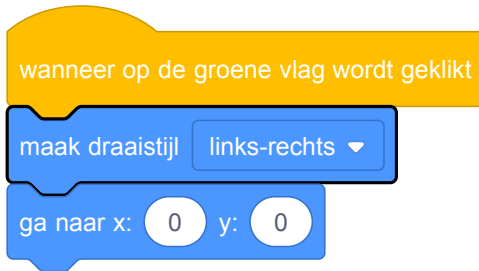 wanneer op de groene vlag wordt geklikt
maak draaistijl links-rechts
ga naar x: 0 y: 0